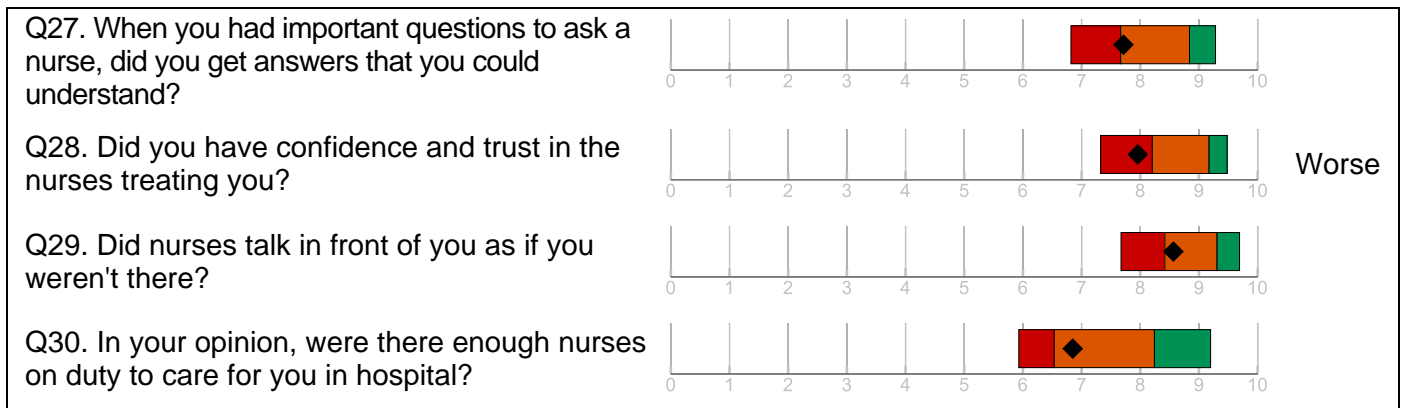 Q27. When you had important questions to ask a
nurse, did you get answers that you could
understand?
0 1 2 3 4 5 6 7 8 9 10
Q28. Did you have confidence and trust in the
nurses treating you?
0 1 2 3 4 5 6 7 8 9 10
Worse
Q29. Did nurses talk in front of you as if you
weren't there?
0 1 2 3 4 5 6 7 8 9 10
Q30. In your opinion, were there enough nurses
on duty to care for you in hospital?
0 1 2 3 4 5 6 7 8 9 10